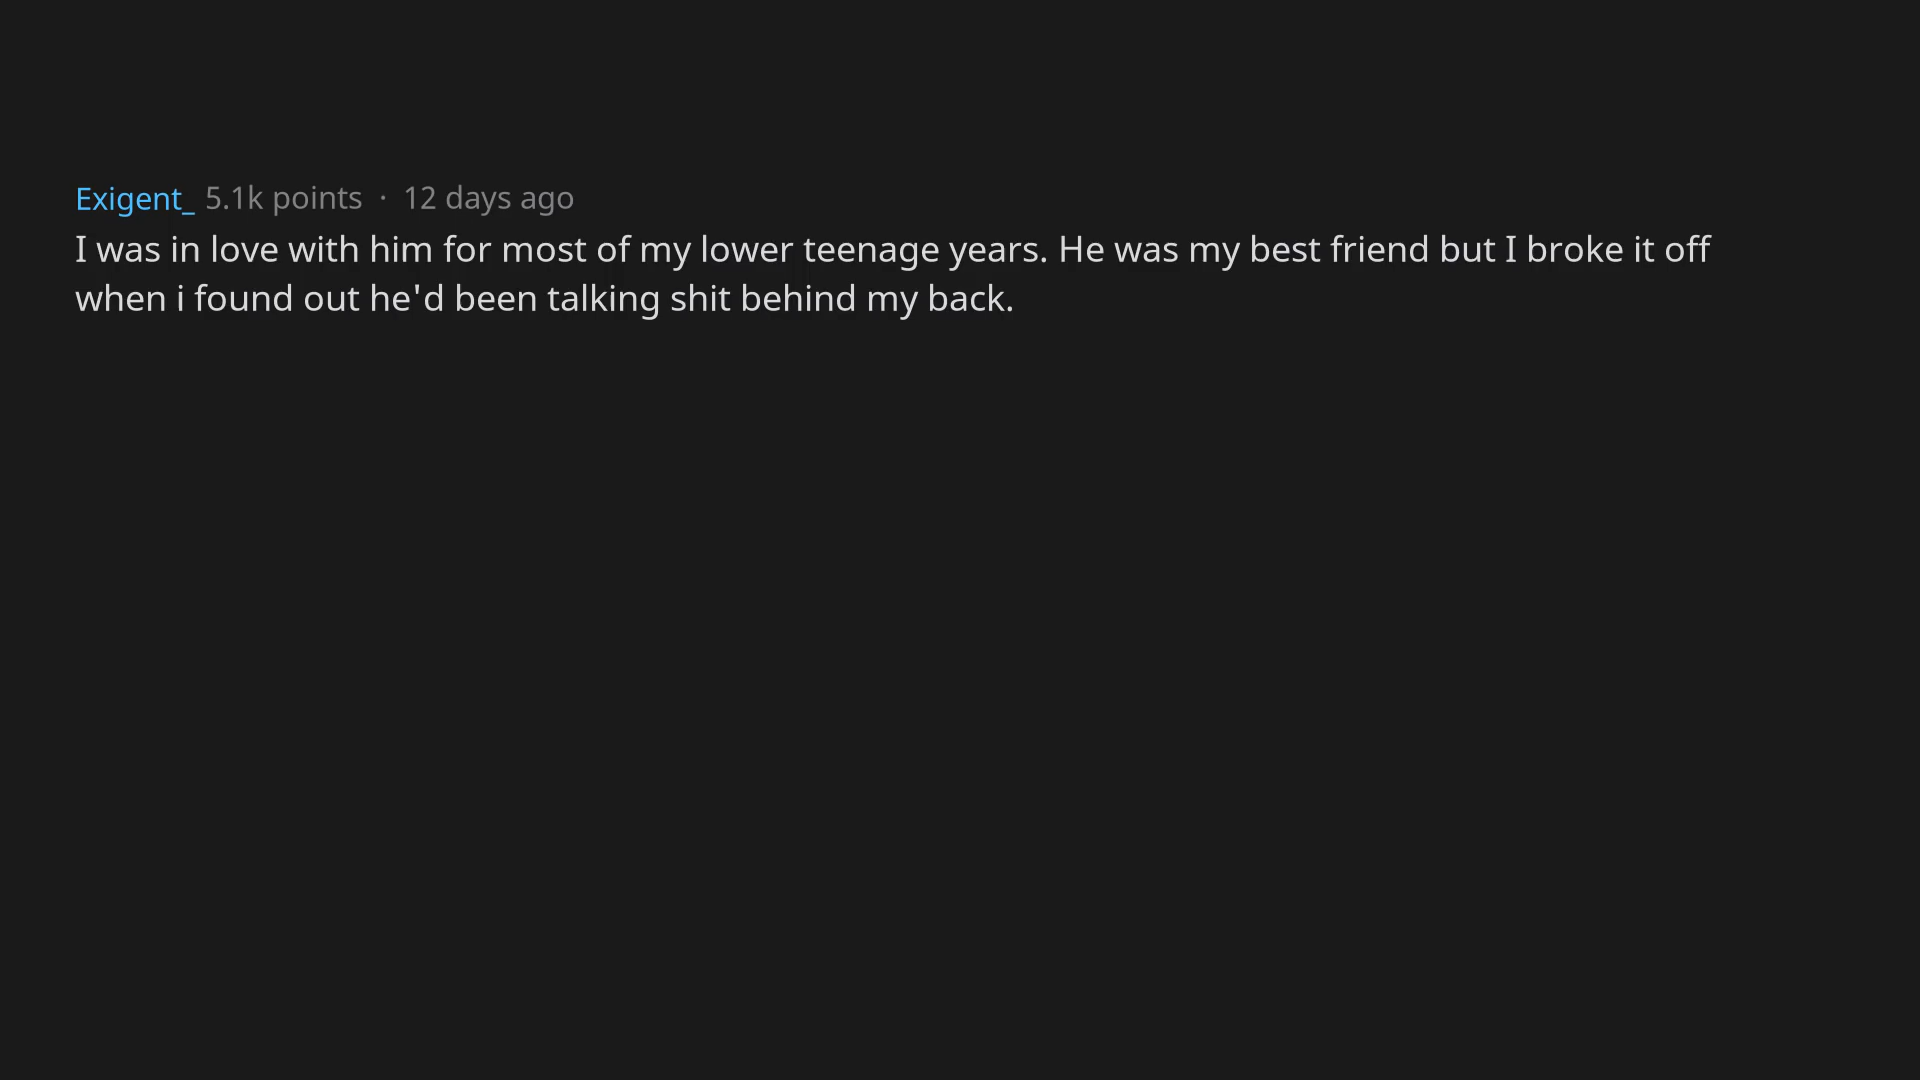 Exigent_ 5.1k points · 12 days ago
I was in love with him for most of my lower teenage years. He was my best friend but I broke it off
when i found out he'd been talking shit behind my back.